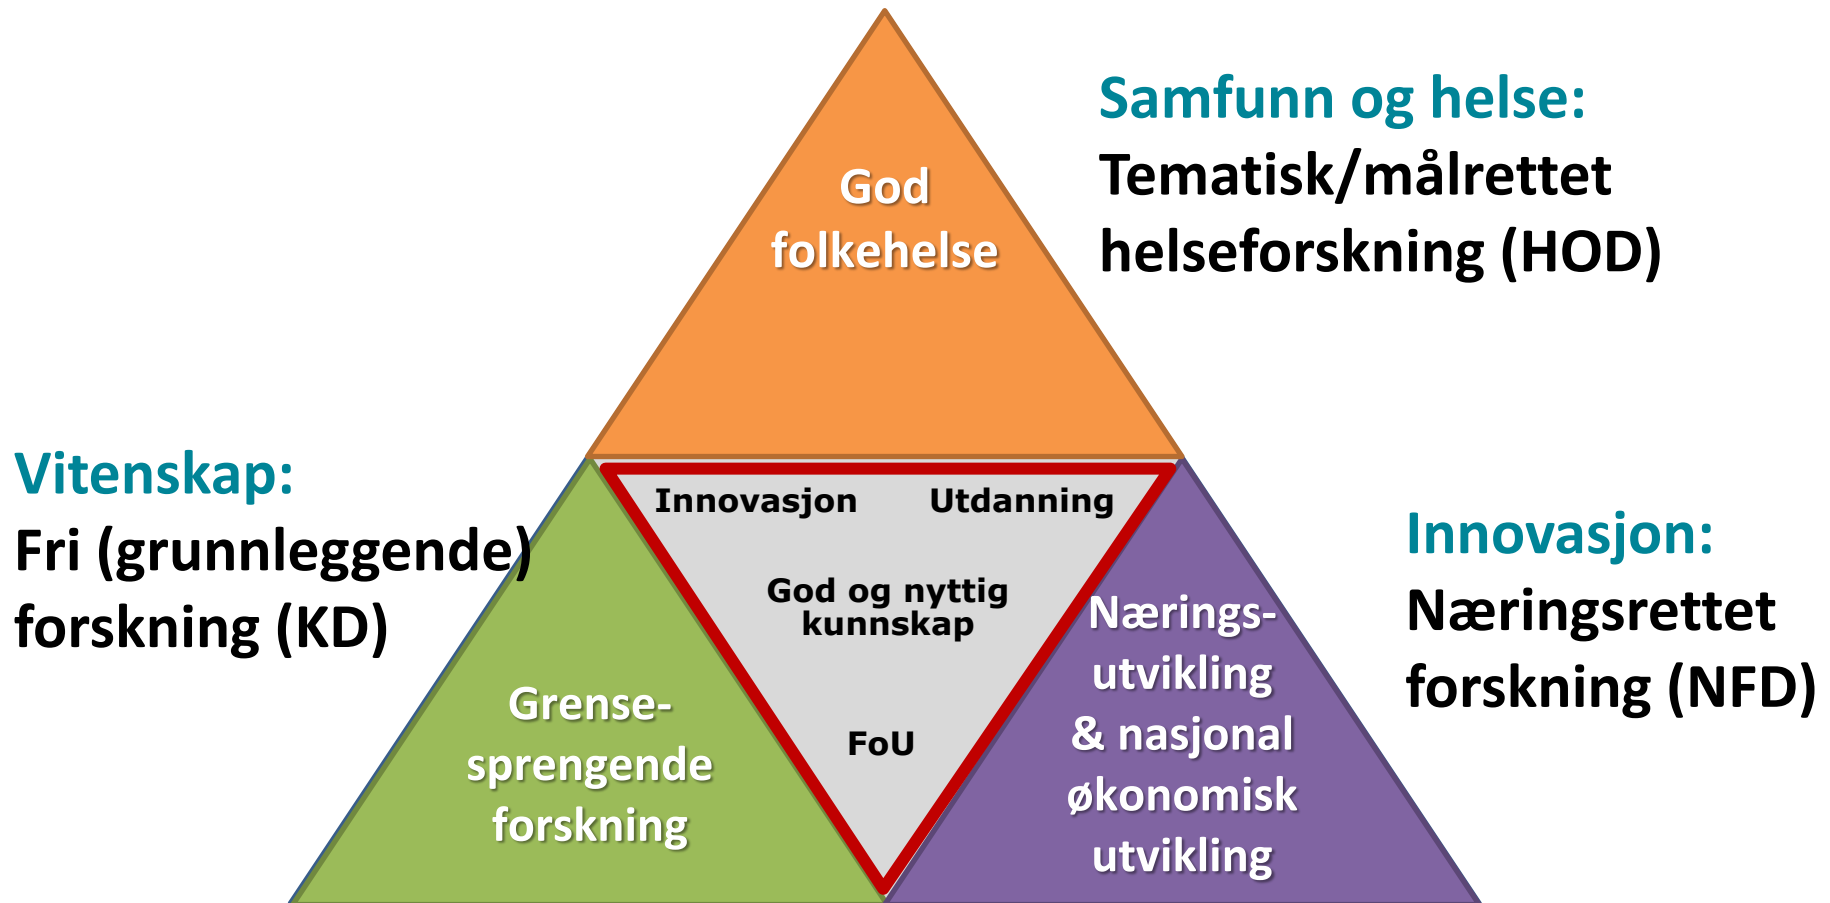 God
folkehelse
Samfunn og helse:
Tematisk/målrettet
helseforskning (HOD)
Vitenskap:
Fri (grunnleggende)
forskning (KD)
Innovasjon Utdanning
God og nyttig
kunnskap
FoU
Grense-
sprengende
forskning
Nærings-
utvikling
& nasjonal
økonomisk
utvikling
Innovasjon:
Næringsrettet
forskning (NFD)